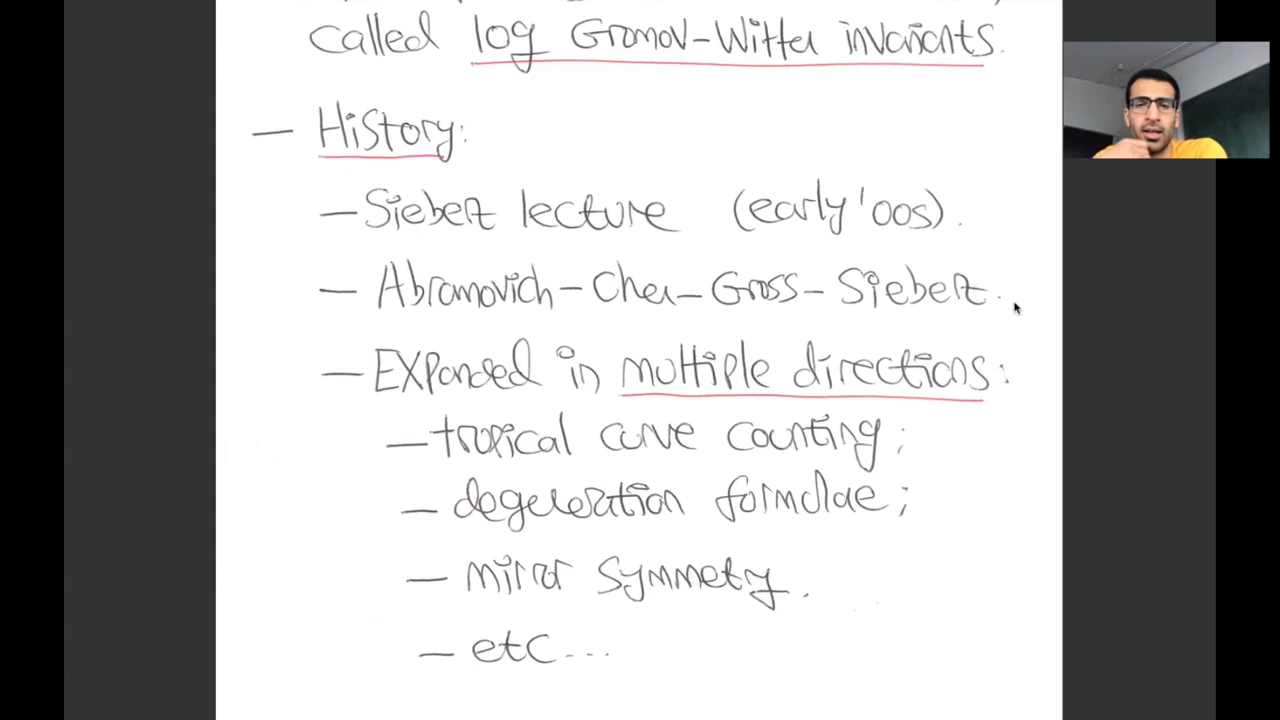 called log Gromov-Witten invariants.
- History:
- Siebert lecture (early '00s).
- Abramovich-Chen-Gross-Siebert.
- Expanded in multiple directions:
- tropical curve counting;
- degeneration formulae;
- mirror symmetry.
- etc...